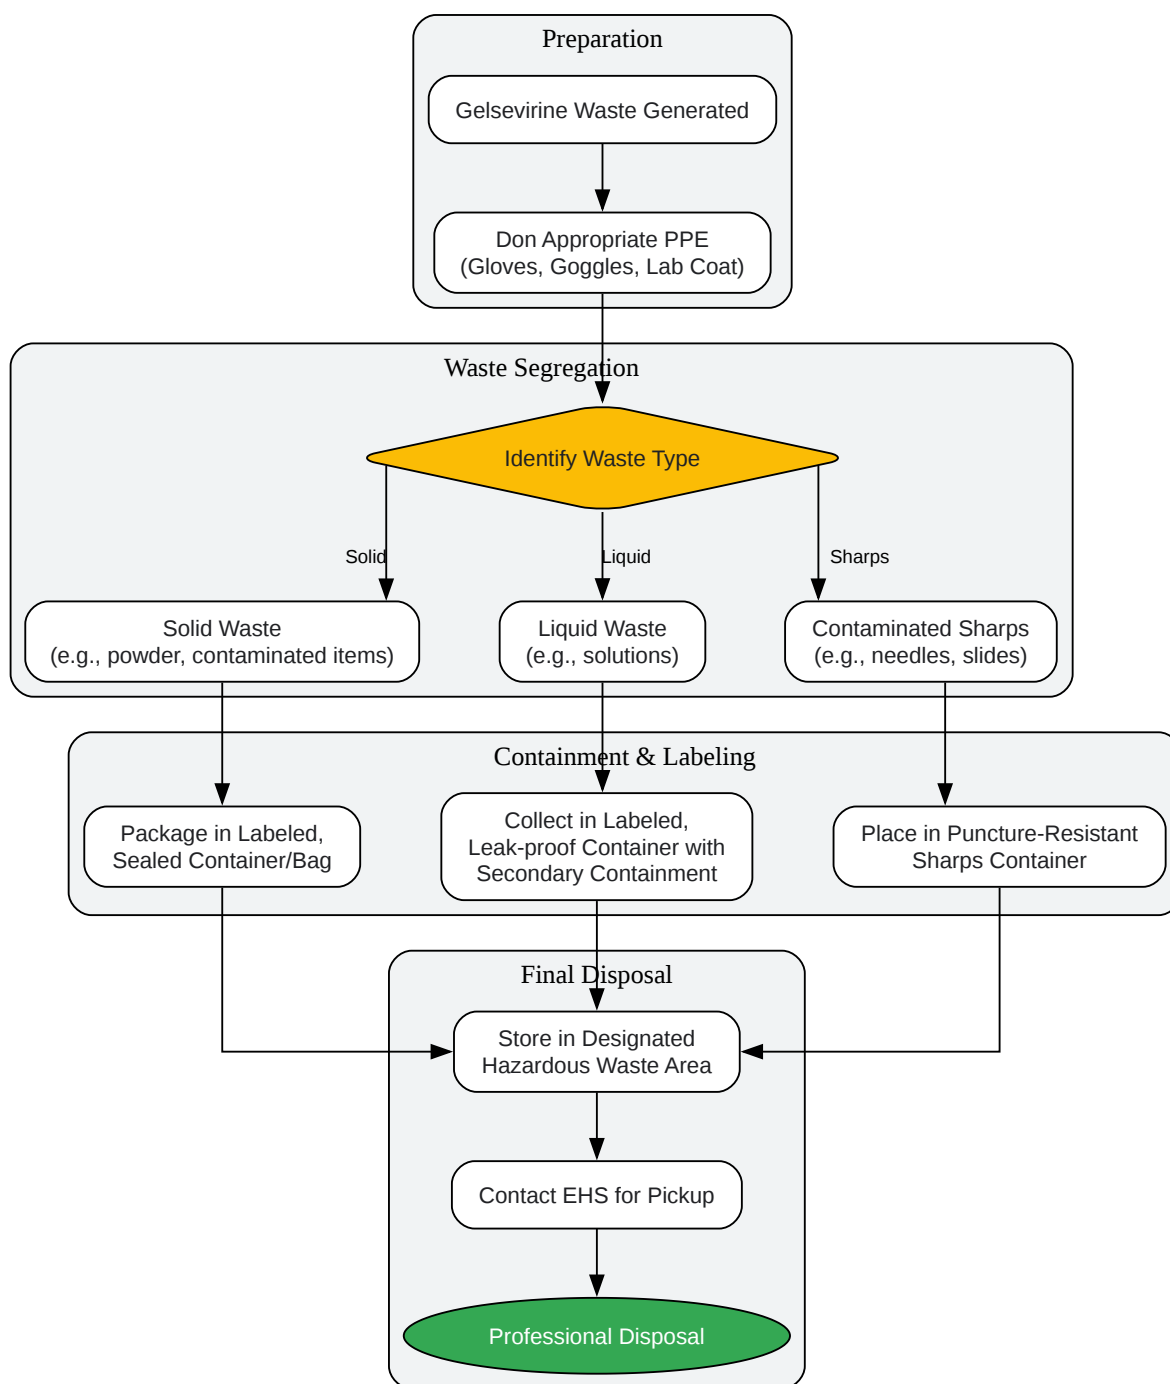 Preparation
Gelsevirine Waste Generated
Don Appropriate PPE
(Gloves, Goggles, Lab Coat)
Waste Segregation
Identify Waste Type
Solid
Liquid
Sharps
Solid Waste
(e.g., powder, contaminated items)
Liquid Waste
(e.g., solutions)
Contaminated Sharps
(e.g., needles, slides)
Containment & Labeling
Package in Labeled,
Sealed Container/Bag
Collect in Labeled,
Leak-proof Container with
Secondary Containment
Place in Puncture-Resistant
Sharps Container
Final Disposal
Store in Designated
Hazardous Waste Area
Contact EHS for Pickup
Professional Disposal